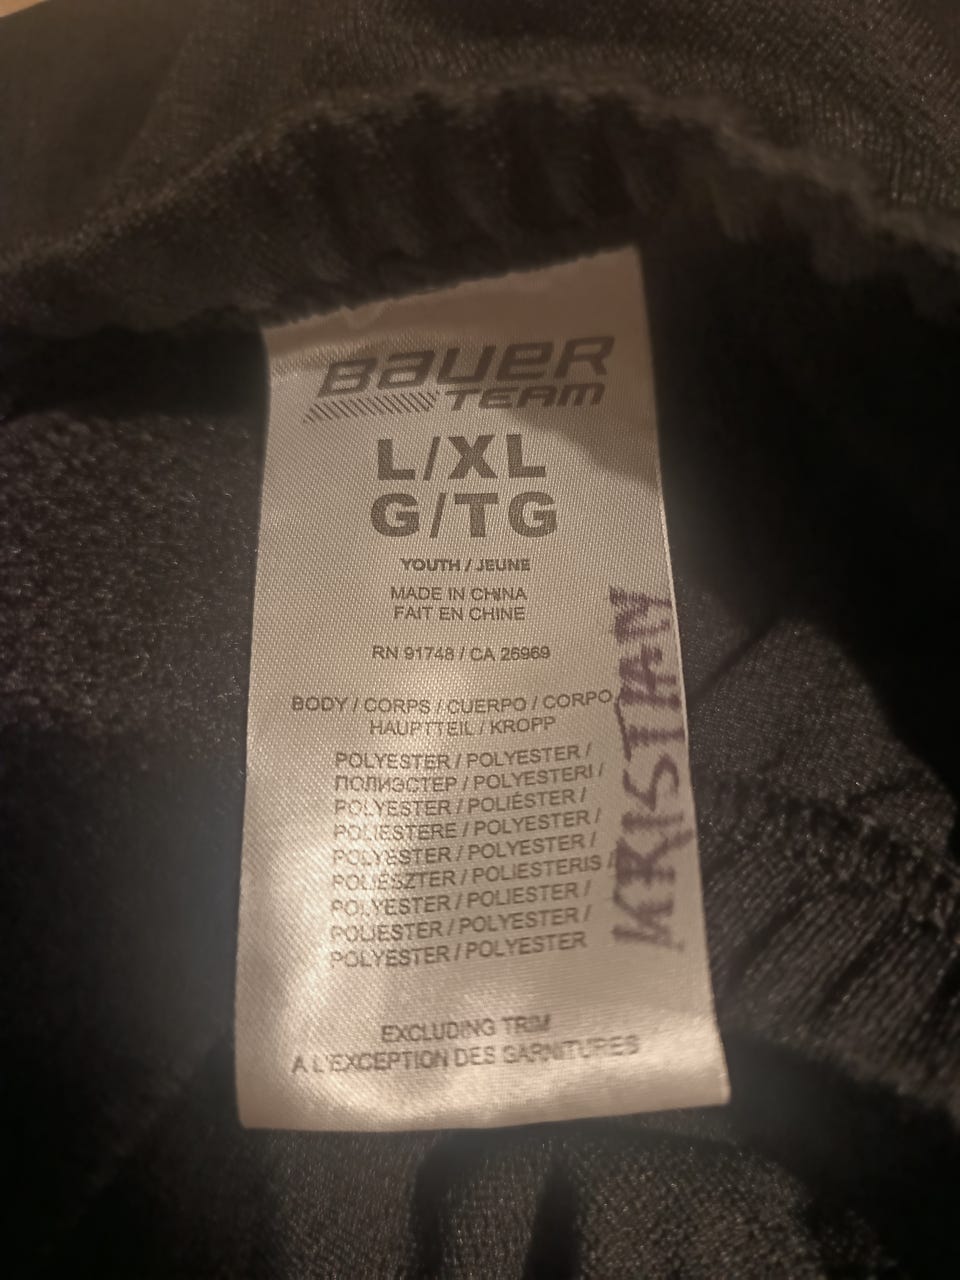 BAUER
TEAM
L/XL
G/TG
YOUTH / JEUNE
MADE IN CHINA
FAIT EN CHINE
RN 91748 / CA 26969
BODY / CORPS / CUERPO / CORPO
HAUPTTEIL / KROPP
POLYESTER / POLYESTER /
ПОЛИЭСТЕР / POLYESTERI /
POLYESTER / POLIÉSTER /
POLIESTERE / POLYESTER /
POLYESTER / POLYESTER /
POLIÉSZTER / POLIESTERIS /
POLYESTER / POLIESTER /
POLIESTER / POLYESTER /
POLYESTER / POLYESTER
EXCLUDING TRIM
A L'EXCEPTION DES GARNITURES
KRISTIAN